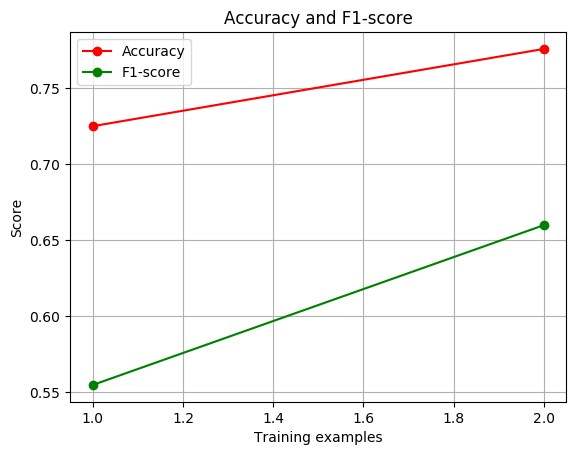 Accuracy and F1-score
Accuracy
F1-score
0.75
0.70
0.65
0.60
0.55
Score
1.0 1.2 1.4 1.6 1.8 2.0
Training examples